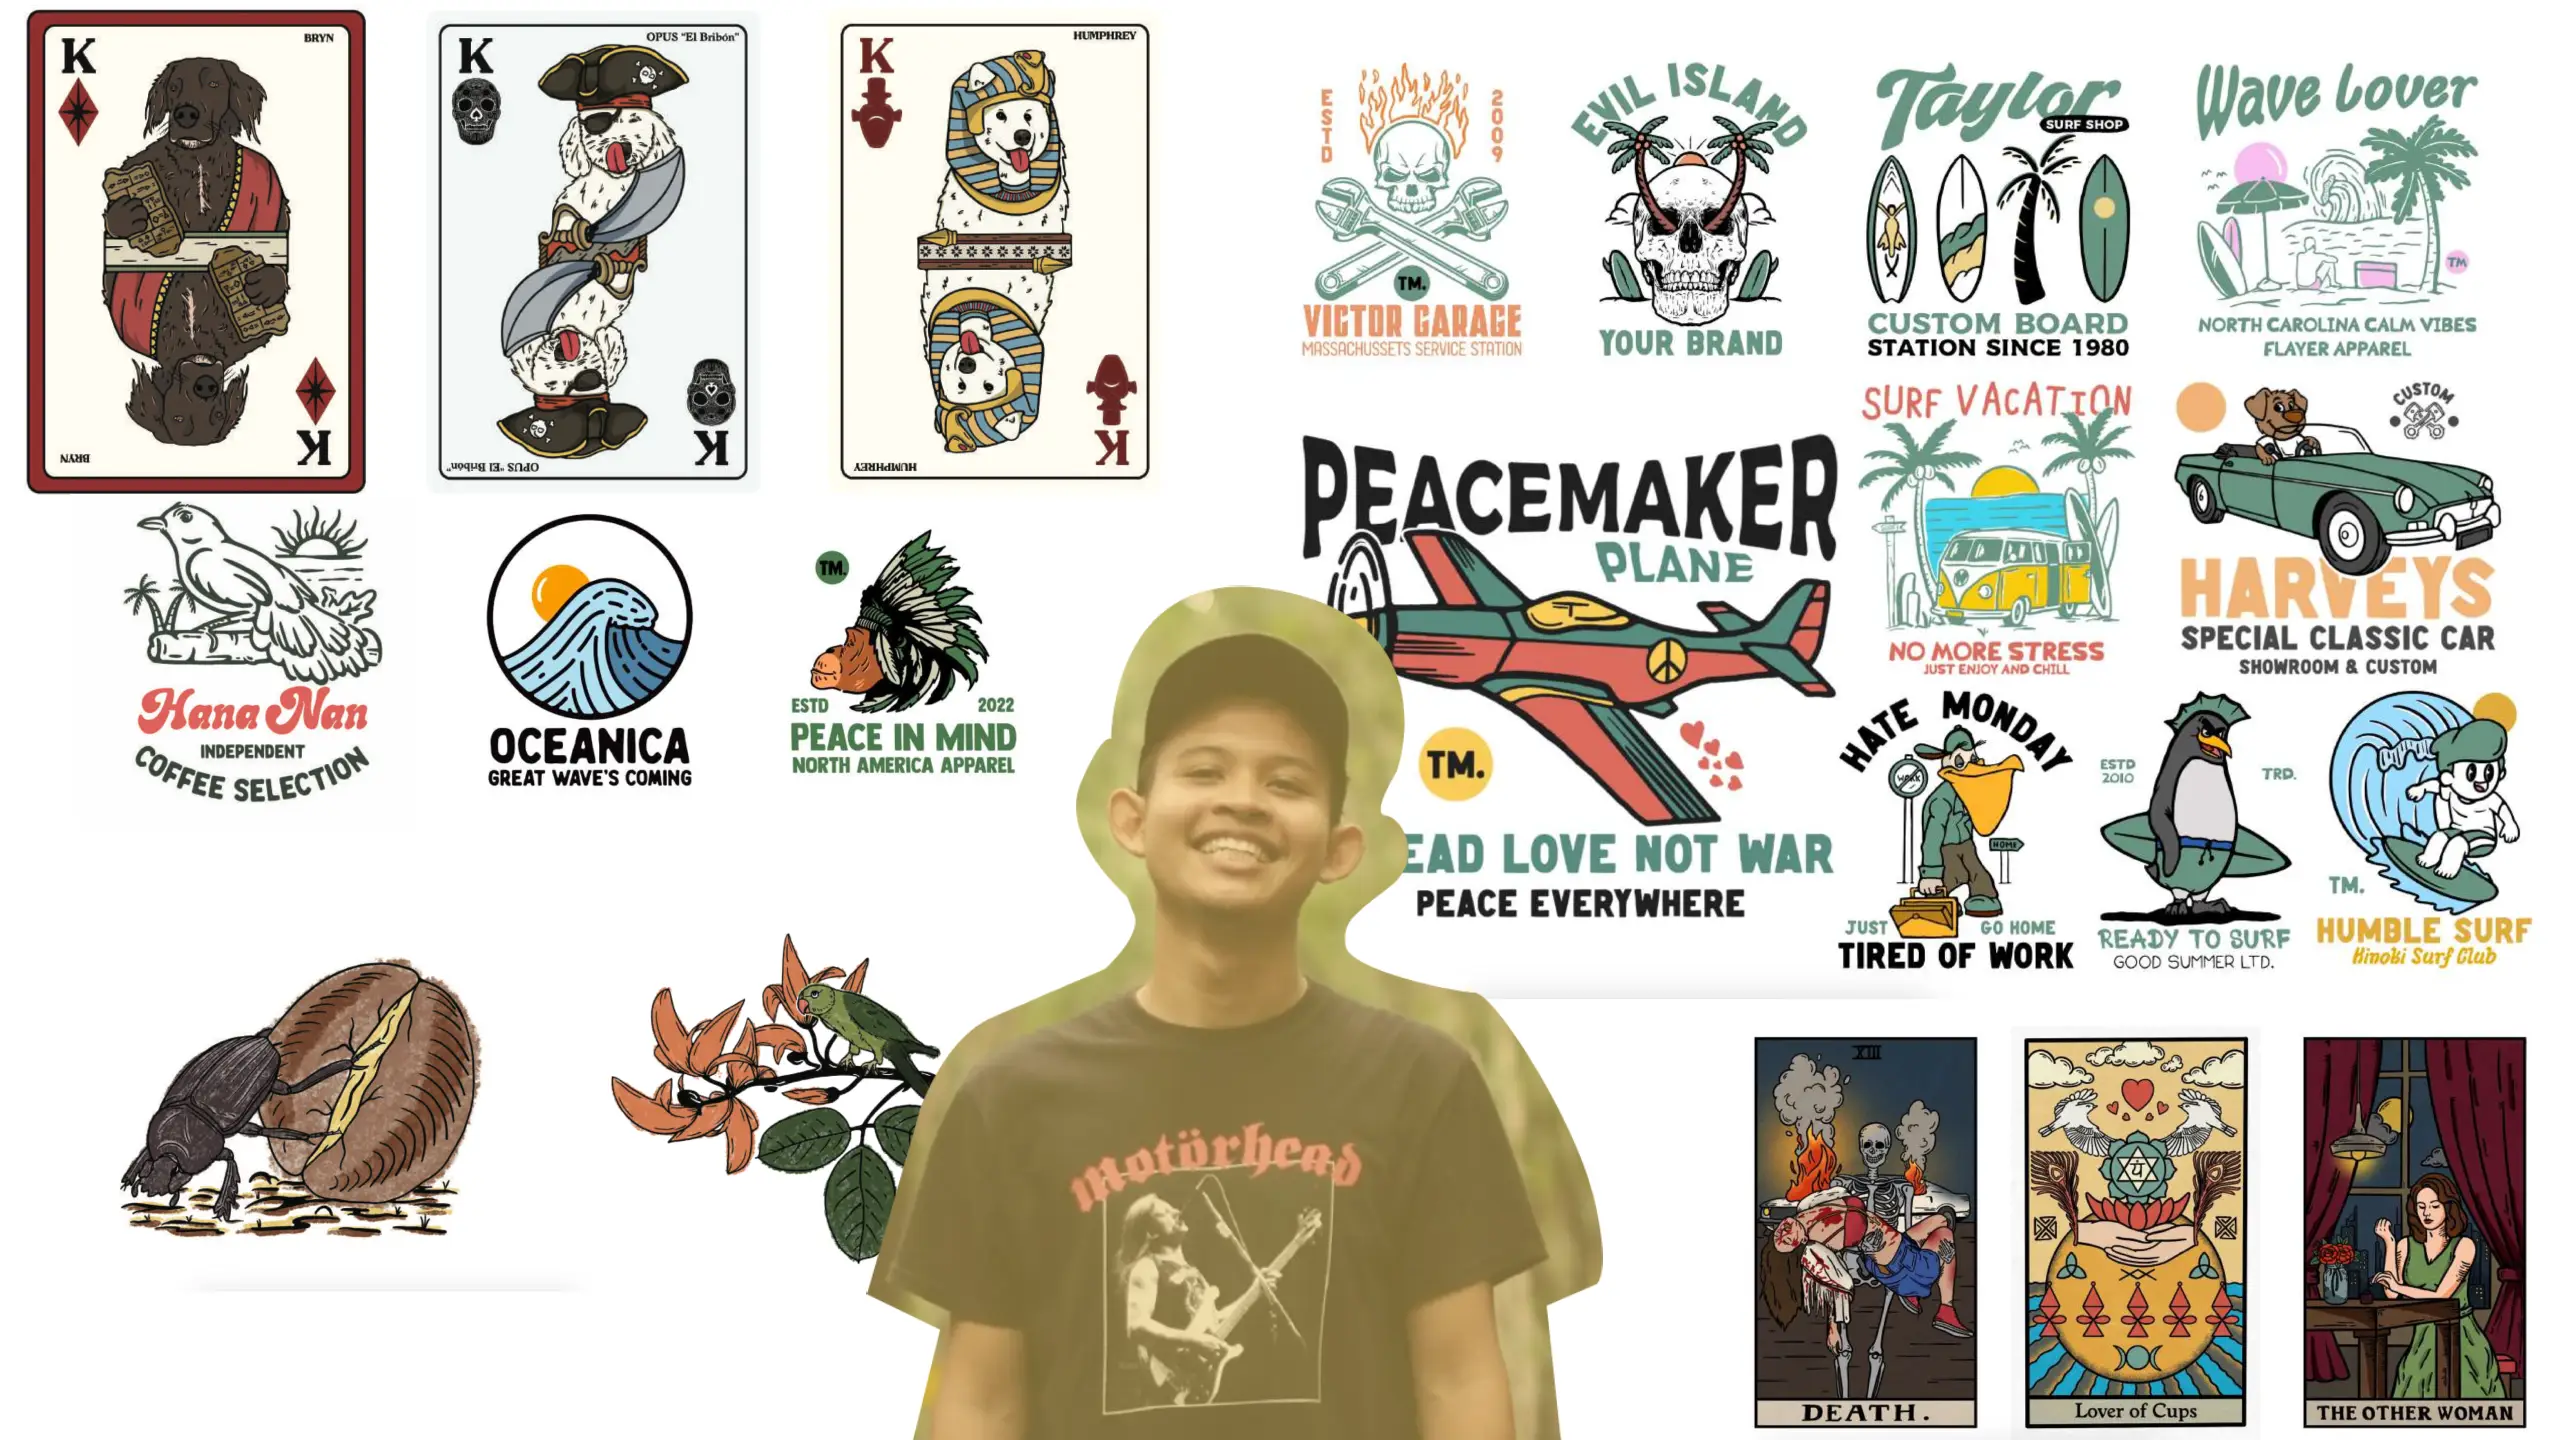 K
BRYN
K
BRYN
K
OPUS "El Bribón"
K
OPUS "El Bribón"
K
HUMPHREY
K
HUMPHREY
ESTD
2009
TM.
VICTOR GARAGE
MASSACHUSSETS SERVICE STATION
EVIL ISLAND
YOUR BRAND
Taylor
SURF SHOP
CUSTOM BOARD
STATION SINCE 1980
Wave Lover
TM
NORTH CAROLINA CALM VIBES
FLAYER APPAREL
Hana Nan
INDEPENDENT
COFFEE SELECTION
OCEANICA
GREAT WAVE'S COMING
TM.
ESTD 2022
PEACE IN MIND
NORTH AMERICA APPAREL
PEACEMAKER
PLANE
TM.
EAD LOVE NOT WAR
PEACE EVERYWHERE
SURF VACATION
NO MORE STRESS
JUST ENJOY AND CHILL
CUSTOM
HARVEYS
SPECIAL CLASSIC CAR
SHOWROOM & CUSTOM
HATE MONDAY
WORK
HOME
JUST GO HOME
TIRED OF WORK
ESTD
2010
TRD.
READY TO SURF
GOOD SUMMER LTD.
TM.
HUMBLE SURF
Hinoki Surf Club
motörhead
XIII
DEATH.
Lover of Cups
THE OTHER WOMAN